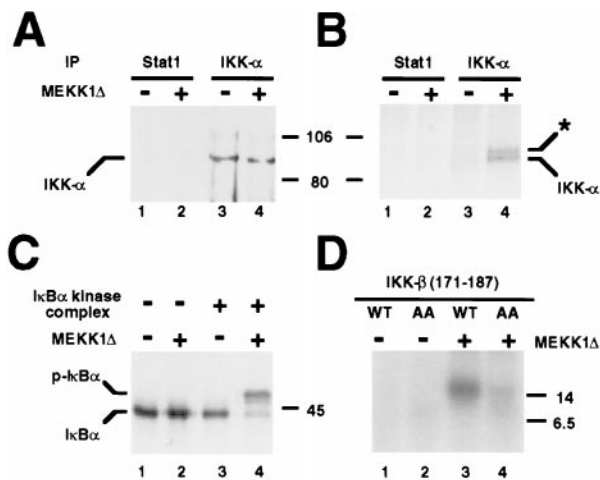 A
IP Stat1 IKK-α
MEKK1Δ - + - +
IKK-α
1 2 3 4
106
80
B
Stat1 IKK-α
- + - +
*
IKK-α
1 2 3 4
C
IκBα kinase
complex - - + +
MEKK1Δ - + - +
p-IκBα
IκBα
45
1 2 3 4
D
IKK-β (171-187)
WT AA WT AA
- - + + MEKK1Δ
14
6.5
1 2 3 4